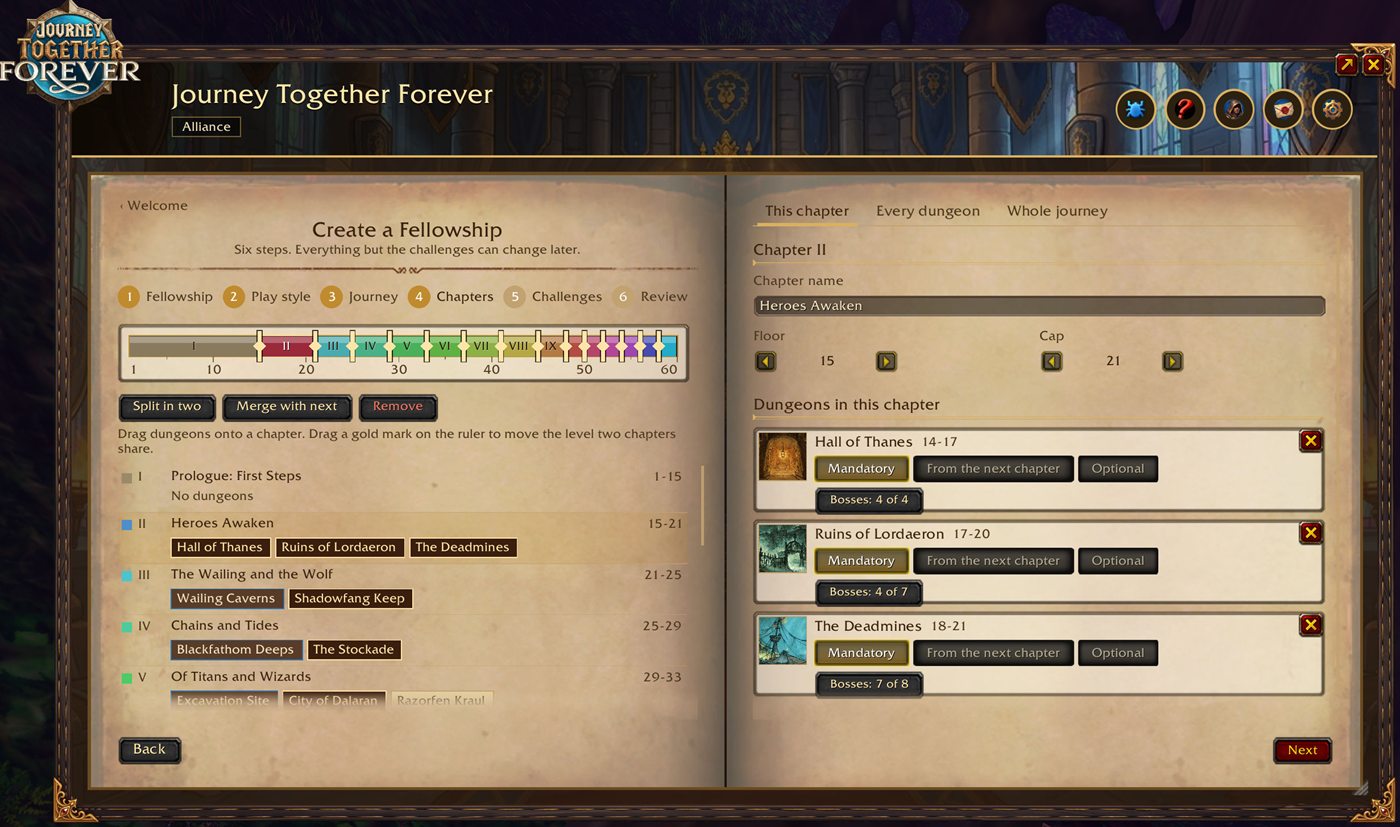 JOURNEY
TOGETHER
FOREVER
Journey Together Forever
Alliance
‹ Welcome
Create a Fellowship
Six steps. Everything but the challenges can change later.
1 Fellowship 2 Play style 3 Journey 4 Chapters 5 Challenges 6 Review
I II III IV V VI VII VIII IX
1 10 20 30 40 50 60
Split in two Merge with next Remove
Drag dungeons onto a chapter. Drag a gold mark on the ruler to move the level two chapters
share.
I Prologue: First Steps 1-15
No dungeons
II Heroes Awaken 15-21
Hall of Thanes Ruins of Lordaeron The Deadmines
III The Wailing and the Wolf 21-25
Wailing Caverns Shadowfang Keep
IV Chains and Tides 25-29
Blackfathom Deeps The Stockade
V Of Titans and Wizards 29-33
Excavation Site City of Dalaran Razorfen Kraul
Back
This chapter Every dungeon Whole journey
Chapter II
Chapter name
Heroes Awaken
Floor Cap
15 21
Dungeons in this chapter
Hall of Thanes 14-17
Mandatory From the next chapter Optional
Bosses: 4 of 4
Ruins of Lordaeron 17-20
Mandatory From the next chapter Optional
Bosses: 4 of 7
The Deadmines 18-21
Mandatory From the next chapter Optional
Bosses: 7 of 8
Next